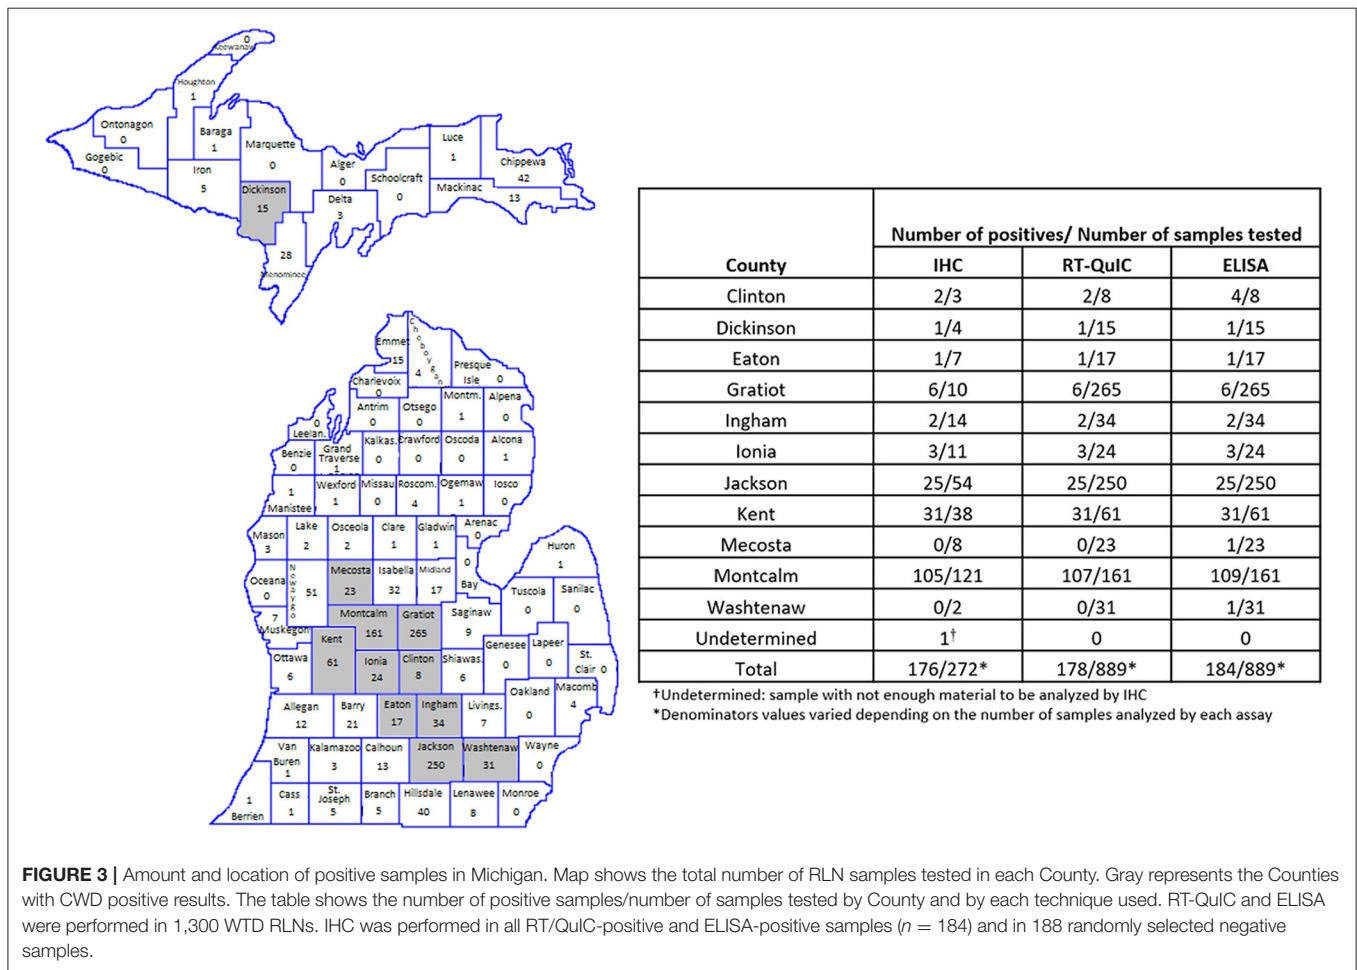 0
Keewenaw
Houghton
1
Ontonagon
0
Baraga
1
Marquette
0
Gogebic
0
Iron
5
Dickinson
15
Alger
0
Schoolcraft
0
Luce
1
Chippewa
42
Mackinac
13
Delta
3
28
Menominee
Emmet
15
Cheboygan
4
Presque
Isle 0
Charlevoix
0
Antrim
0
Otsego
0
Montm.
1
Alpena
0
0
Leelan.
Benzie
0
Grand
Traverse
1
Kalkas.
0
Crawford
0
Oscoda
0
Alcona
1
1
Manistee
Wexford
1
Missau
0
Roscom.
4
Ogemaw
1
Iosco
0
Mason
3
Lake
2
Osceola
2
Clare
1
Gladwin
1
Arenac
0
Huron
1
Oceana
0
Newaygo
51
Mecosta
23
Isabella
32
Midland
17
0
Bay
Tuscola
0
Sanilac
0
7
Muskegon
Montcalm
161
Gratiot
265
Saginaw
9
Kent
61
Genesee
0
Lapeer
0
St.
Clair 0
Ottawa
6
Ionia
24
Clinton
8
Shiawas.
6
Oakland
0
Macomb
4
Allegan
12
Barry
21
Eaton
17
Ingham
34
Livings.
7
Van
Buren
1
Kalamazoo
3
Calhoun
13
Jackson
250
Washtenaw
31
Wayne
0
1
Berrien
Cass
1
St.
Joseph
5
Branch
5
Hillsdale
40
Lenawee
8
Monroe
0
Number of positives/ Number of samples tested
County IHC RT-QuIC ELISA
Clinton 2/3 2/8 4/8
Dickinson 1/4 1/15 1/15
Eaton 1/7 1/17 1/17
Gratiot 6/10 6/265 6/265
Ingham 2/14 2/34 2/34
Ionia 3/11 3/24 3/24
Jackson 25/54 25/250 25/250
Kent 31/38 31/61 31/61
Mecosta 0/8 0/23 1/23
Montcalm 105/121 107/161 109/161
Washtenaw 0/2 0/31 1/31
Undetermined 1† 0 0
Total 176/272* 178/889* 184/889*
†Undetermined: sample with not enough material to be analyzed by IHC
*Denominators values varied depending on the number of samples analyzed by each assay
FIGURE 3 | Amount and location of positive samples in Michigan. Map shows the total number of RLN samples tested in each County. Gray represents the Counties
with CWD positive results. The table shows the number of positive samples/number of samples tested by County and by each technique used. RT-QuIC and ELISA
were performed in 1,300 WTD RLNs. IHC was performed in all RT/QuIC-positive and ELISA-positive samples (n = 184) and in 188 randomly selected negative
samples.